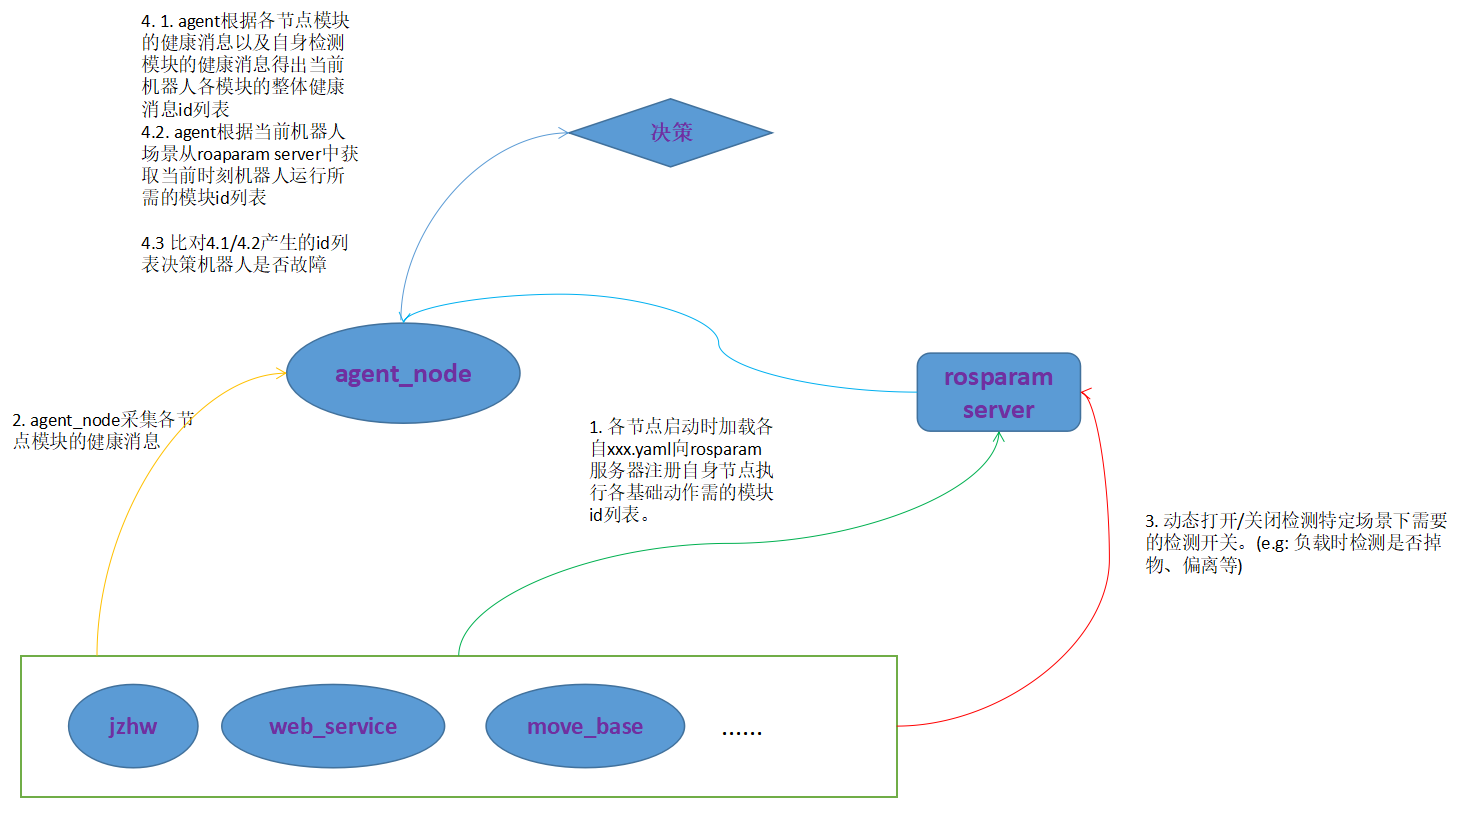 4. 1. agent根据各节点模块
的健康消息以及自身检测
模块的健康消息得出当前
机器人各模块的整体健康
消息id列表
4.2. agent根据当前机器人
场景从roaparam server中获
取当前时刻机器人运行所
需的模块id列表
4.3 比对4.1/4.2产生的id列
表决策机器人是否故障
决策
agent_node
rosparam
server
2. agent_node采集各节
点模块的健康消息
1. 各节点启动时加载各
自xxx.yaml向rosparam
服务器注册自身节点执
行各基础动作需的模块
id列表。
3. 动态打开/关闭检测特定场景下需要
的检测开关。(e.g: 负载时检测是否掉
物、偏离等)
jzhw
web_service
move_base
......